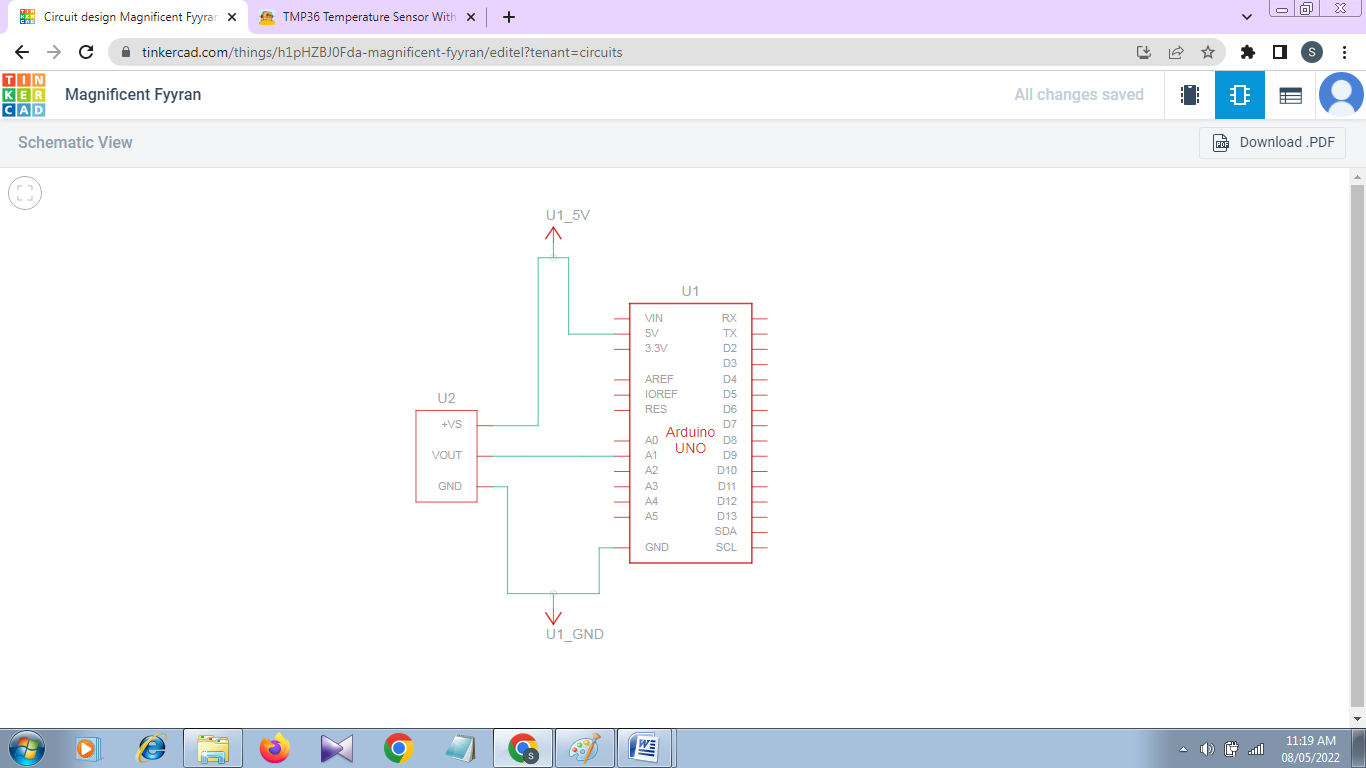 Circuit design Magnificent Fyyran
TMP36 Temperature Sensor With
tinkercad.com/things/h1pHZBJ0Fda-magnificent-fyyran/editel?tenant=circuits
S
TIN
KER
CAD
Magnificent Fyyran
All changes saved
Schematic View
PDF
Download .PDF
U1_5V
U1
VIN RX
5V TX
3.3V D2
D3
AREF D4
IOREF D5
RES D6
D7
Arduino
UNO
A0 D8
A1 D9
A2 D10
A3 D11
A4 D12
A5 D13
SDA
GND SCL
U2
+VS
VOUT
GND
U1_GND
S
W
11:19 AM
08/05/2022